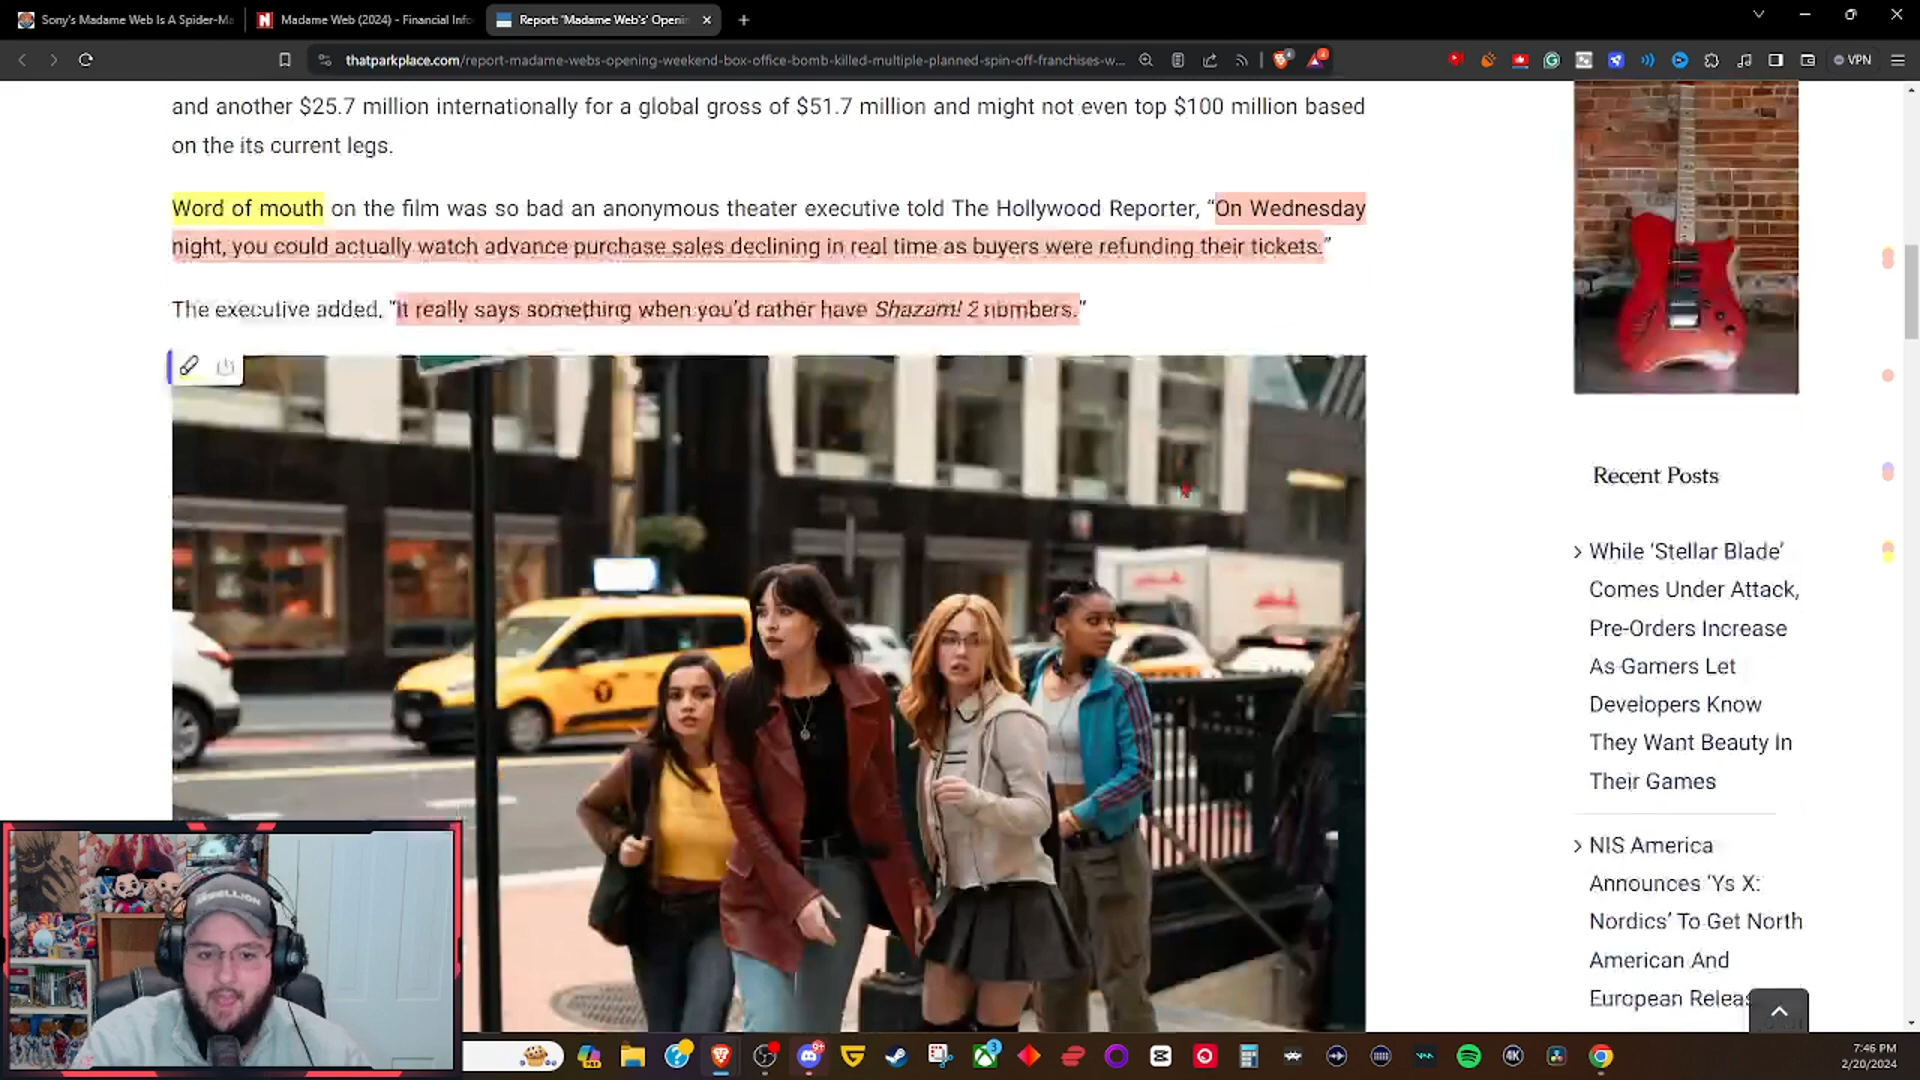 Sony's Madame Web Is A Spider-Ma
Madame Web (2024) - Financial Info
Report: 'Madame Web's' Openin
thatparkplace.com/report-madame-webs-opening-weekend-box-office-bomb-killed-multiple-planned-spin-off-franchises-w...
VPN
and another $25.7 million internationally for a global gross of $51.7 million and might not even top $100 million based
on the its current legs.
Word of mouth on the film was so bad an anonymous theater executive told The Hollywood Reporter, “On Wednesday
night, you could actually watch advance purchase sales declining in real time as buyers were refunding their tickets.”
The executive added, “It really says something when you’d rather have Shazam! 2 numbers.”
Recent Posts
While ‘Stellar Blade’
Comes Under Attack,
Pre-Orders Increase
As Gamers Let
Developers Know
They Want Beauty In
Their Games
NIS America
Announces ‘Ys X:
Nordics’ To Get North
American And
European Releas
REBELLION
7:46 PM
2/20/2024